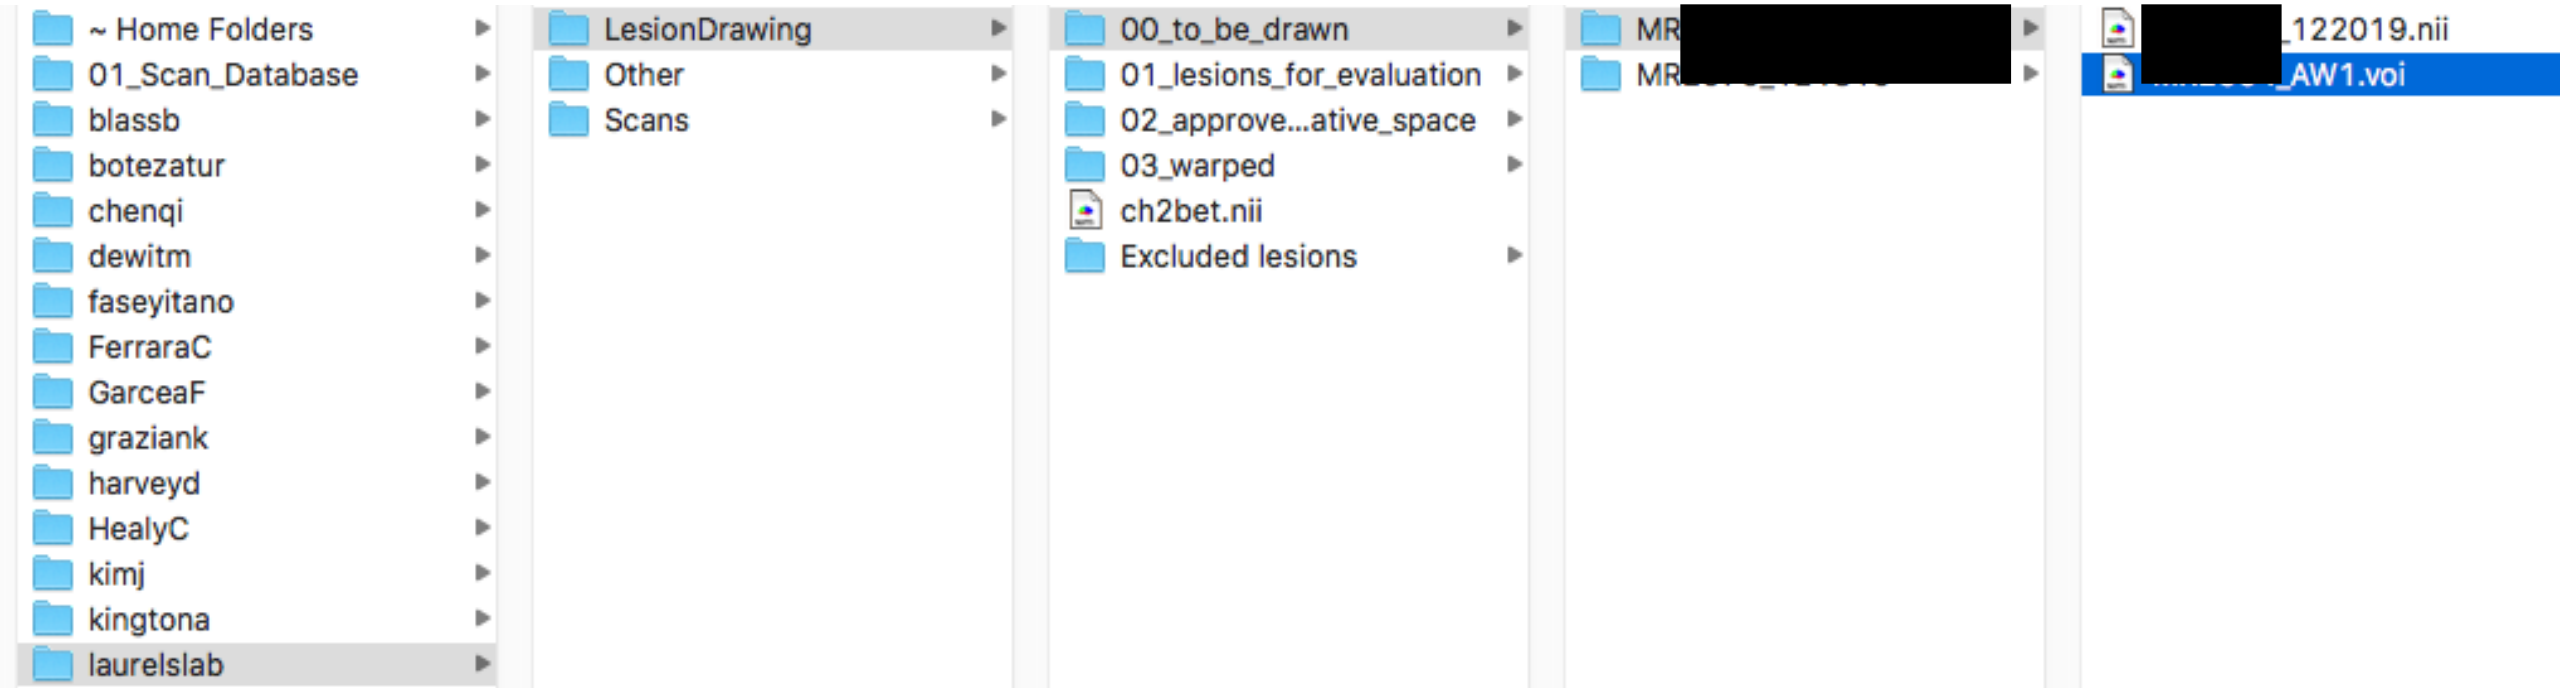 ~ Home Folders
01_Scan_Database
blassb
botezatur
chenqi
dewitm
faseyitano
FerraraC
GarceaF
graziank
harveyd
HealyC
kimj
kingtona
laurelslab
LesionDrawing
Other
Scans
00_to_be_drawn
01_lesions_for_evaluation
02_approve...ative_space
03_warped
ch2bet.nii
Excluded lesions
MR
MR
_122019.nii
_AW1.voi